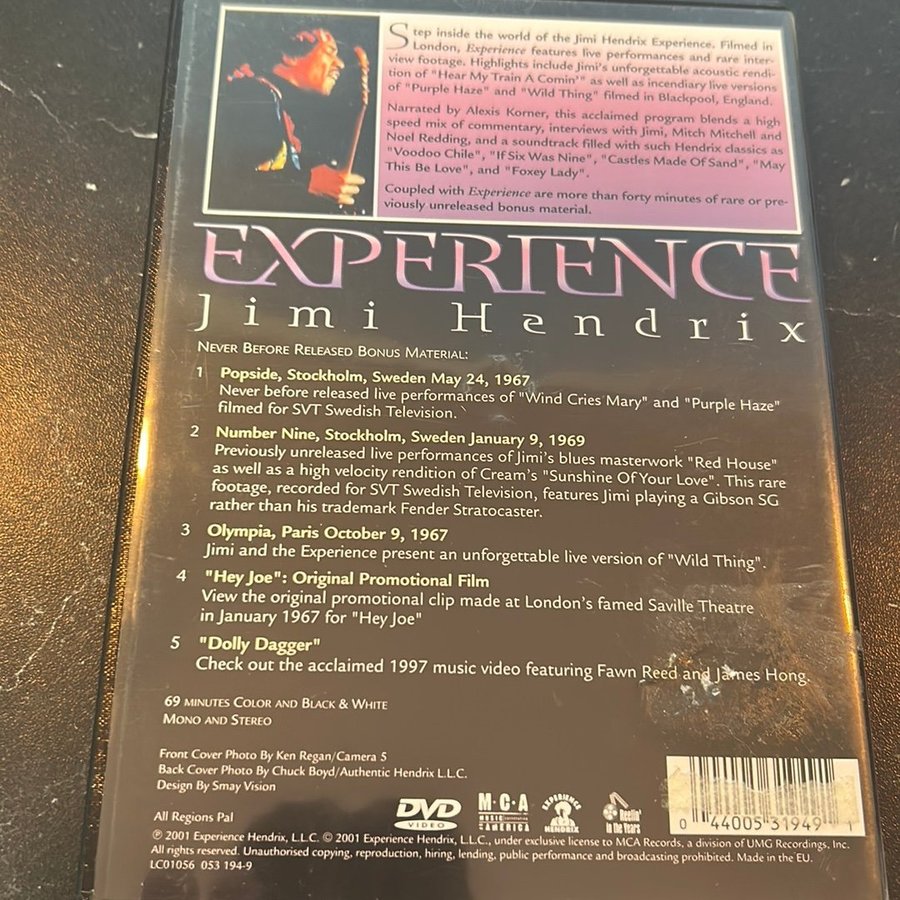 Step inside the world of the Jimi Hendrix Experience. Filmed in
London, Experience features live performances and rare inter-
view footage. Highlights include Jimi's unforgettable acoustic rendi-
tion of "Hear My Train A Comin'" as well as incendiary live versions
of "Purple Haze" and "Wild Thing" filmed in Blackpool, England.
Narrated by Alexis Korner, this acclaimed program blends a high
speed mix of commentary, interviews with Jimi, Mitch Mitchell and
Noel Redding, and a soundtrack filled with such Hendrix classics as
"Voodoo Chile", "If Six Was Nine", "Castles Made Of Sand", "May
This Be Love", and "Foxey Lady".
Coupled with Experience are more than forty minutes of rare or pre-
viously unreleased bonus material.
EXPERIENCE
Jimi Hendrix
Never Before Released Bonus Material:
1 Popside, Stockholm, Sweden May 24, 1967
Never before released live performances of "Wind Cries Mary" and "Purple Haze"
filmed for SVT Swedish Television.
2 Number Nine, Stockholm, Sweden January 9, 1969
Previously unreleased live performances of Jimi's blues masterwork "Red House"
as well as a high velocity rendition of Cream's "Sunshine Of Your Love". This rare
footage, recorded for SVT Swedish Television, features Jimi playing a Gibson SG
rather than his trademark Fender Stratocaster.
3 Olympia, Paris October 9, 1967
Jimi and the Experience present an unforgettable live version of "Wild Thing".
4 "Hey Joe": Original Promotional Film
View the original promotional clip made at London's famed Saville Theatre
in January 1967 for "Hey Joe"
5 "Dolly Dagger"
Check out the acclaimed 1997 music video featuring Fawn Reed and James Hong.
69 minutes Color and Black & White
Mono and Stereo
Front Cover Photo By Ken Regan/Camera 5
Back Cover Photo By Chuck Boyd/Authentic Hendrix L.L.C.
Design By Smay Vision
DVD
VIDEO
M·C·A
MUSIC
AMERICA
EXPERIENCE
HENDRIX
Reelin'
In the Years
0 44005 31949 1
All Regions Pal
℗ 2001 Experience Hendrix, L.L.C. © 2001 Experience Hendrix, L.L.C., under exclusive license to MCA Records, a division of UMG Recordings, Inc.
All rights reserved. Unauthorised copying, reproduction, hiring, lending, public performance and broadcasting prohibited. Made in the EU.
LC01056 053 194-9